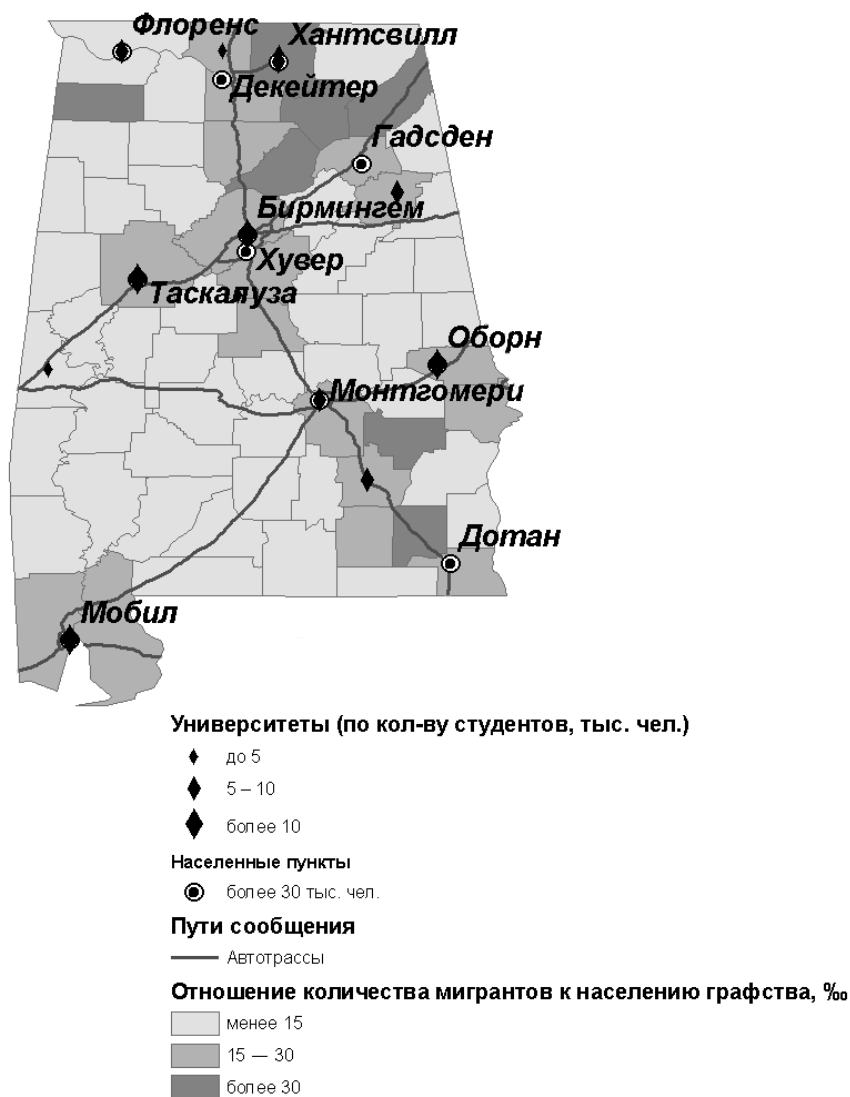 Флоренс
Хантсвилл
Декейтер
Гадсден
Бирмингем
Хувер
Таскалуза
Оборн
Монтгомери
Дотан
Мобил
Университеты (по кол-ву студентов, тыс. чел.)
до 5
5 – 10
более 10
Населенные пункты
более 30 тыс. чел.
Пути сообщения
Автотрассы
Отношение количества мигрантов к населению графства, ‰
менее 15
15 — 30
более 30